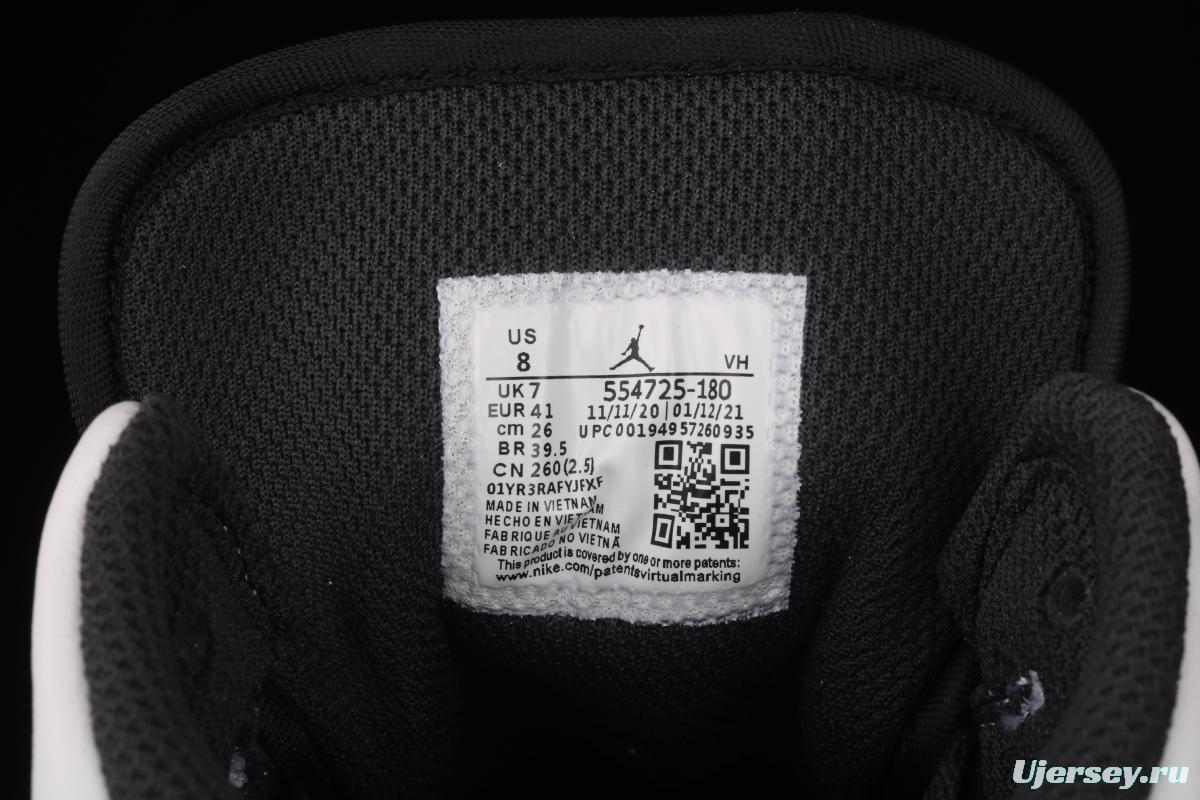 US
8
VH
UK 7
554725-180
EUR 41
11/11/20 | 01/12/21
cm 26
UPC 00194957260935
BR 39.5
CN 260(2.5)
01YR3RAFYJFXF
MADE IN VIETNAM
HECHO EN VIETNAM
FABRIQUE AU VIETNAM
FABRICADO NO VIETNÃ
This product is covered by one or more patents:
www.nike.com/patentsvirtualmarking
Ujersey.ru